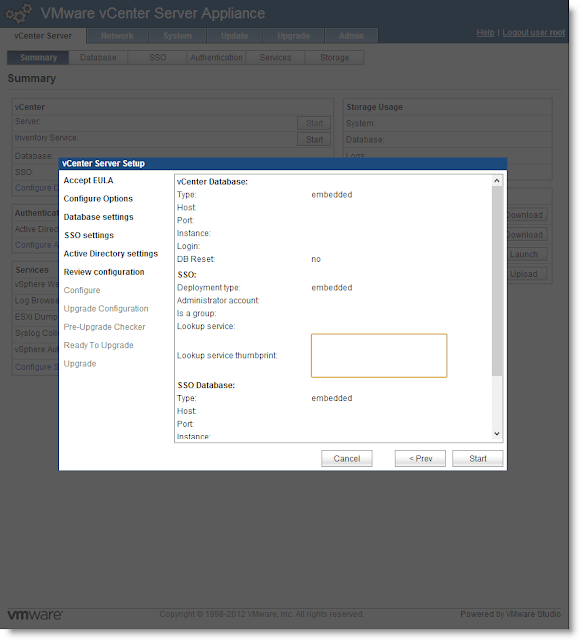 VMware vCenter Server Appliance
vCenter Server Network System Update Upgrade Admin Help | Logout user root
Summary Database SSO Authentication Services Storage
Summary
vCenter Storage Usage
Server: Start System:
Inventory Service: Start Database:
Database: Logs
SSO:
Configure D
vCenter Server Setup
Accept EULA
Configure Options
Database settings
SSO settings
Active Directory settings
Review configuration
Configure
Upgrade Configuration
Pre-Upgrade Checker
Ready To Upgrade
Upgrade
vCenter Database:
Type: embedded
Host:
Port:
Instance:
Login:
DB Reset: no
SSO:
Deployment type: embedded
Administrator account:
Is a group:
Lookup service:
Lookup service thumbprint:
SSO Database:
Type: embedded
Host:
Port:
Instance:
Cancel < Prev Start
Authentica
Active Direc
Configure A
Services
vSphere We
Log Browse
ESXi Dump
Syslog Coll
vSphere Au
Configure S
Download
Download
Launch
Upload
vmware Copyright © 1998-2012 VMware, Inc. All rights reserved. Powered by VMware Studio